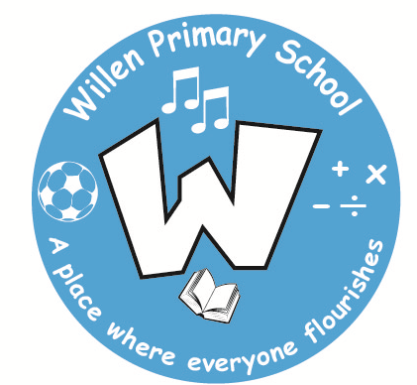 Willen Primary School
W
+ x
- ÷
A place where everyone flourishes